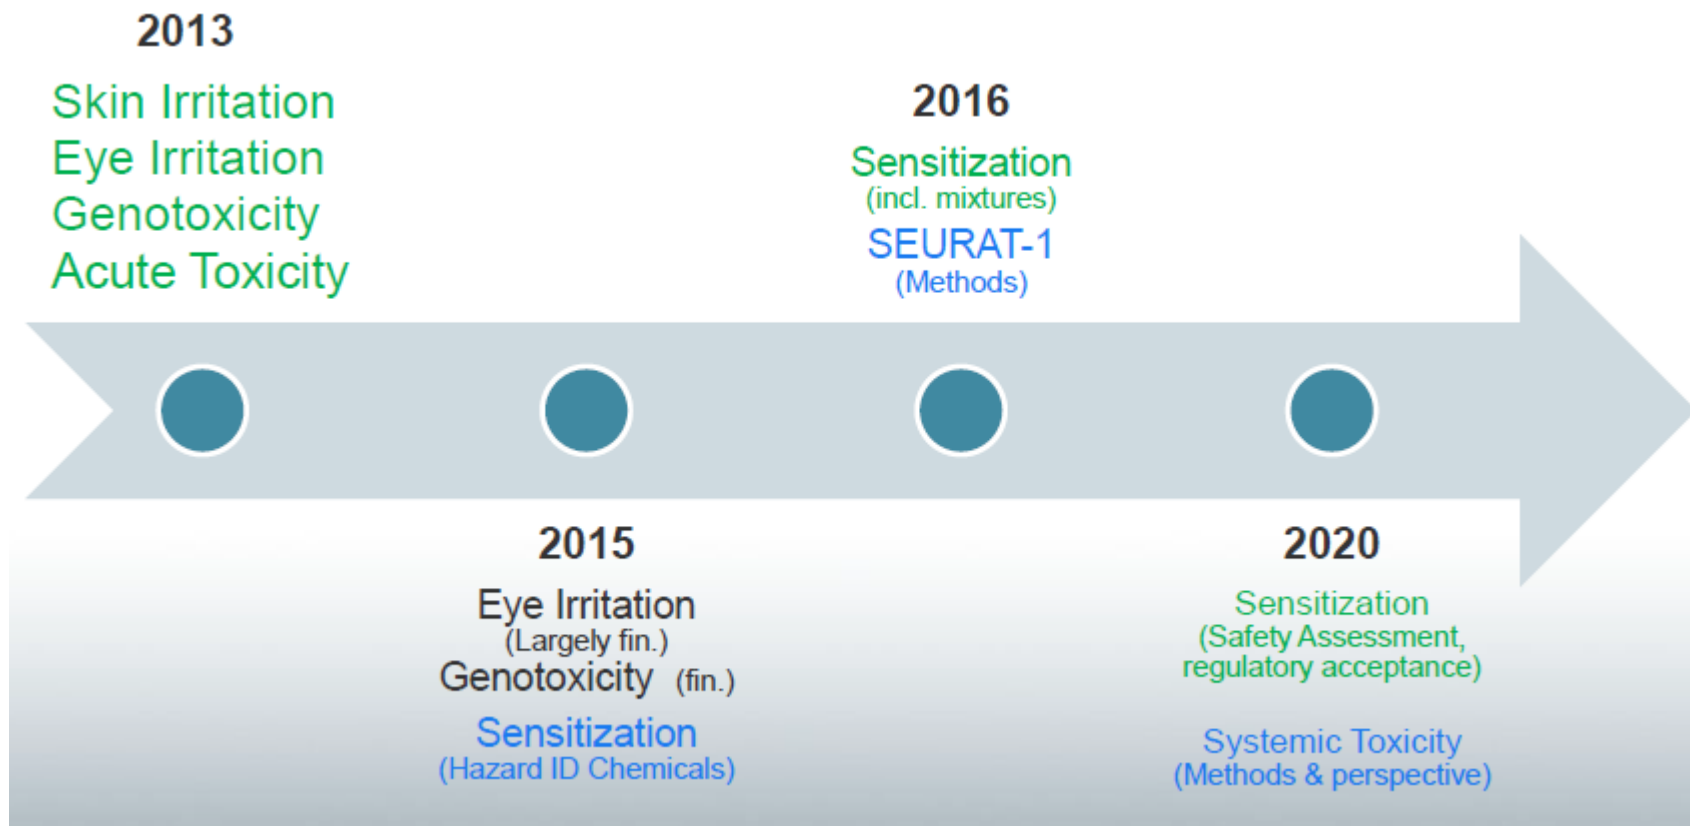 2013
Skin Irritation
Eye Irritation
Genotoxicity
Acute Toxicity
2016
Sensitization
(incl. mixtures)
SEURAT-1
(Methods)
2015
Eye Irritation
(Largely fin.)
Genotoxicity (fin.)
Sensitization
(Hazard ID Chemicals)
2020
Sensitization
(Safety Assessment,
regulatory acceptance)
Systemic Toxicity
(Methods & perspective)